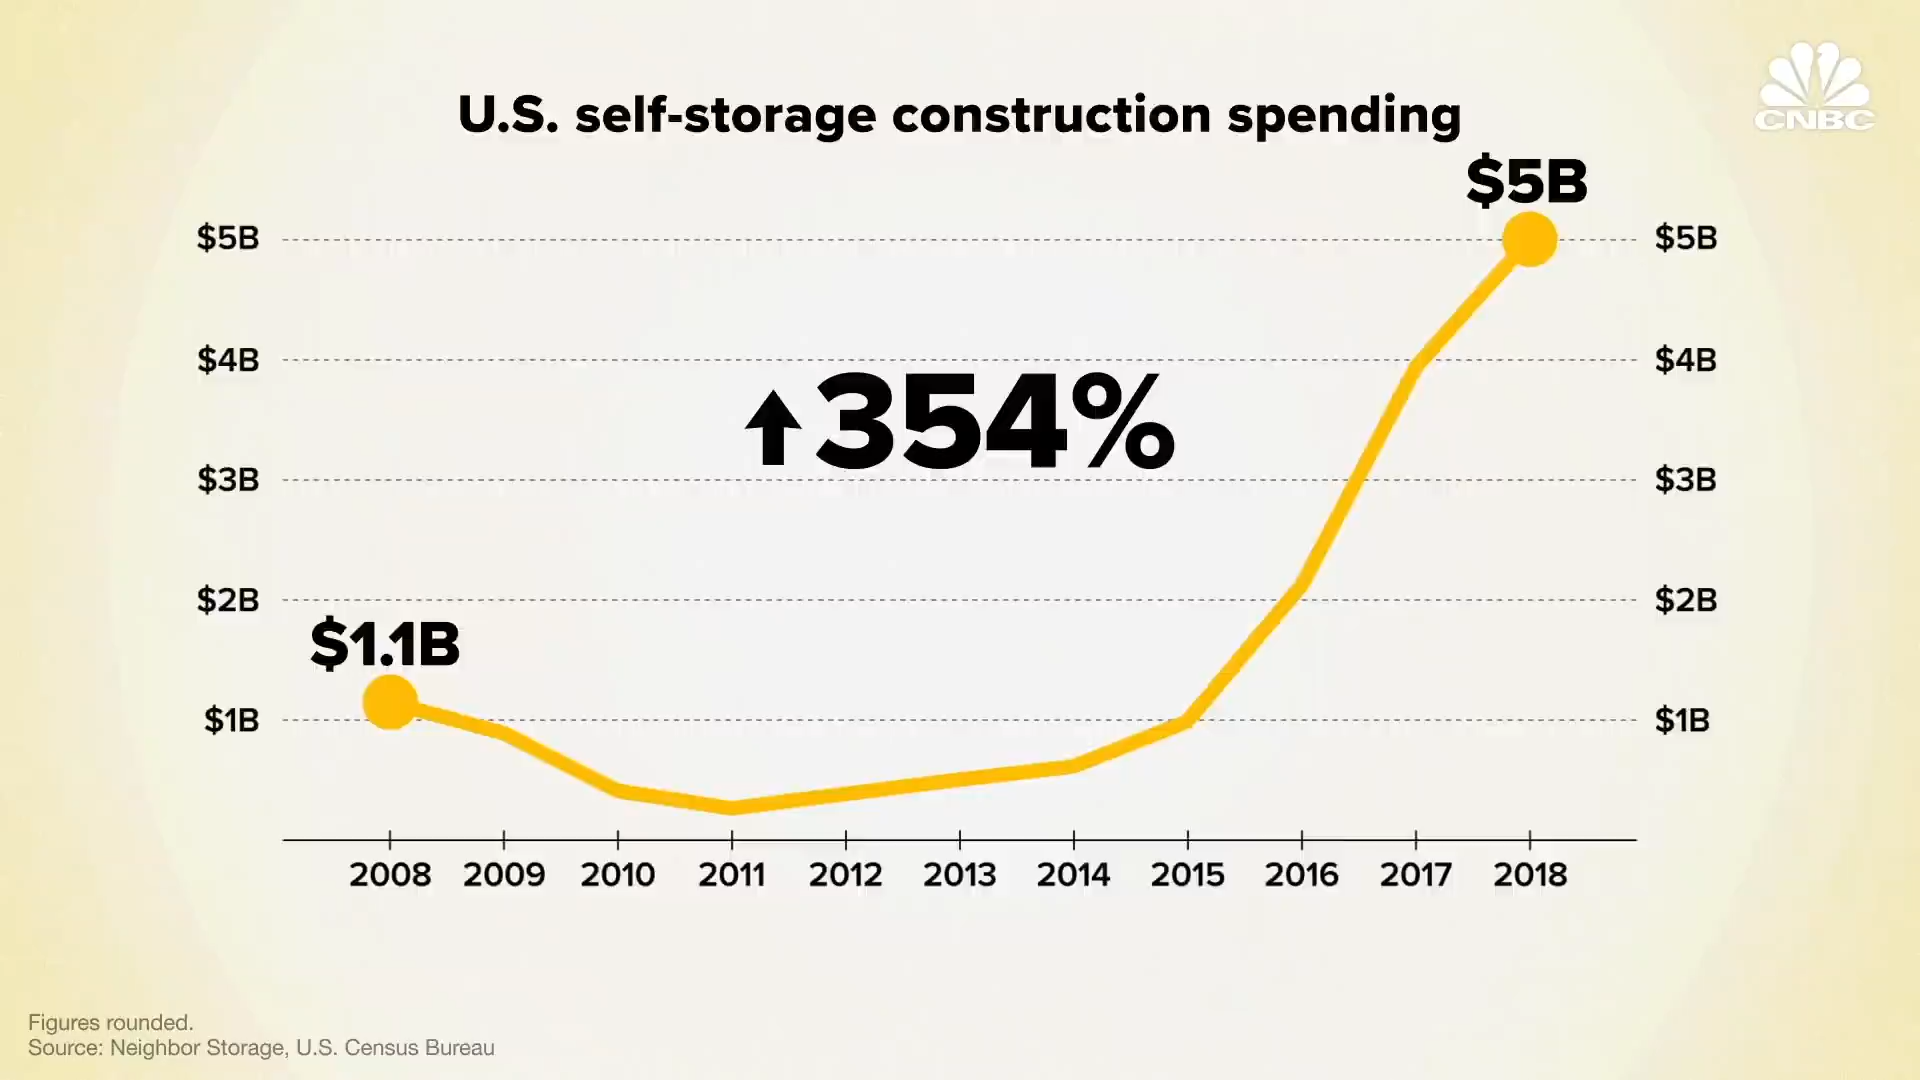 U.S. self-storage construction spending
CNBC
$5B
$5B $5B
$4B $4B
354%
$3B $3B
$2B $2B
$1.1B
$1B $1B
2008 2009 2010 2011 2012 2013 2014 2015 2016 2017 2018
Figures rounded.
Source: Neighbor Storage, U.S. Census Bureau